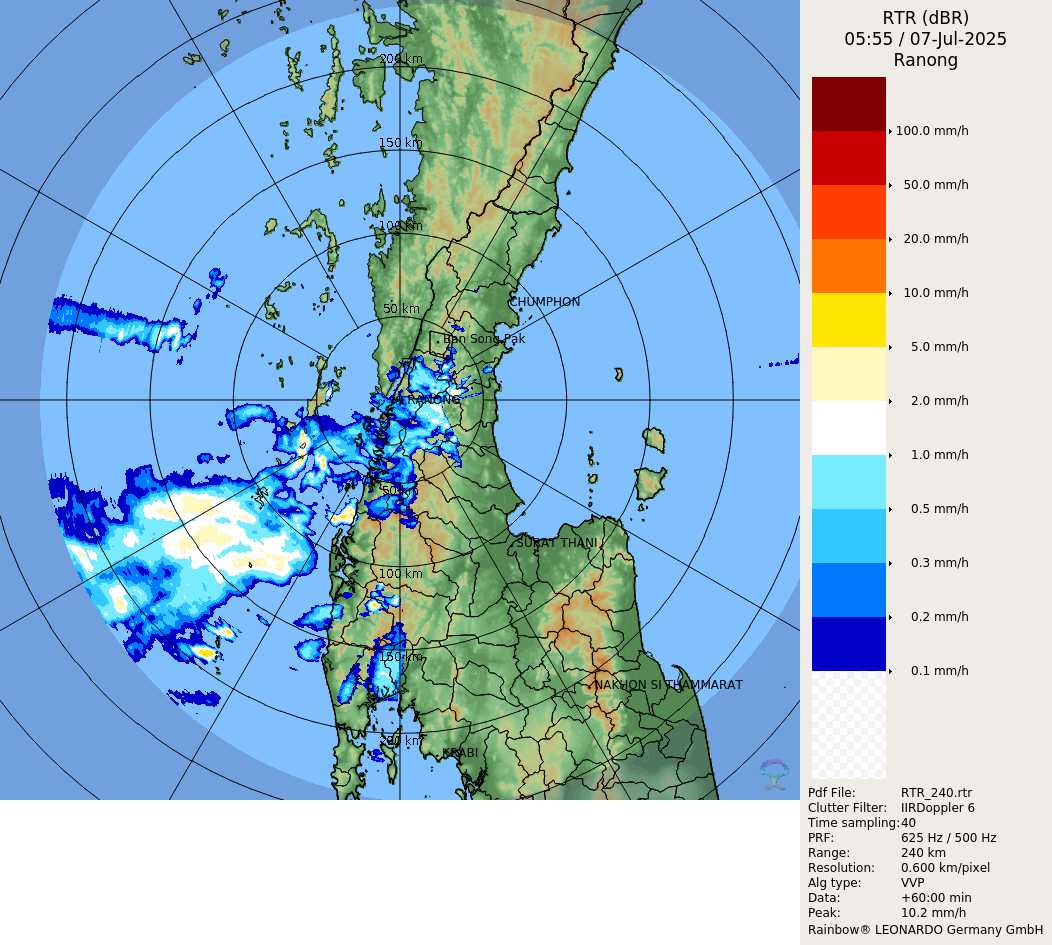 RTR (dBR)
05:55 / 07-Jul-2025
Ranong
100.0 mm/h
50.0 mm/h
20.0 mm/h
10.0 mm/h
5.0 mm/h
2.0 mm/h
1.0 mm/h
0.5 mm/h
0.3 mm/h
0.2 mm/h
0.1 mm/h
Pdf File: RTR_240.rtr
Clutter Filter: IIRDoppler 6
Time sampling: 40
PRF: 625 Hz / 500 Hz
Range: 240 km
Resolution: 0.600 km/pixel
Alg type: VVP
Data: +60:00 min
Peak: 10.2 mm/h
Rainbow® LEONARDO Germany GmbH
200 km
150 km
100 km
50 km
CHUMPHON
Ban Song Pak
RANONG
50 km
SURAT THANI
100 km
150 km
NAKHON SI THAMMARAT
200 km
KRABI